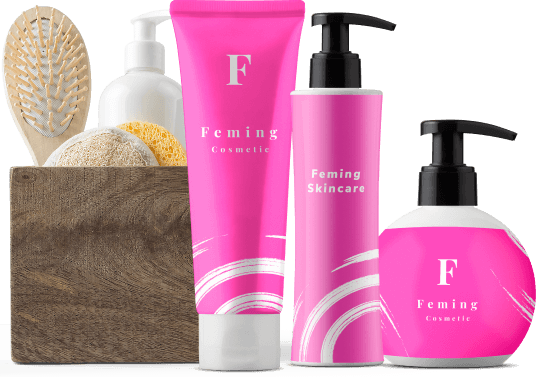 F
Feming
Cosmetic
Feming
Skincare
F
Feming
Cosmetic